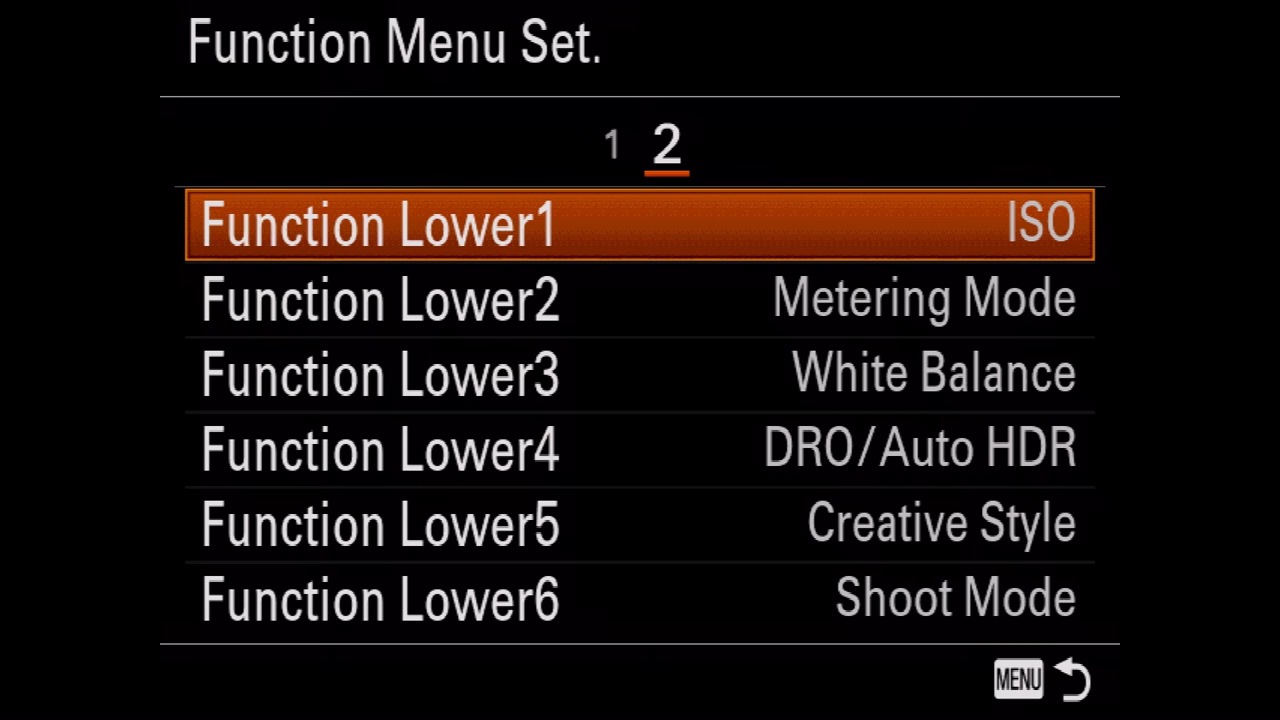 Function Menu Set.
1 2
Function Lower1 ISO
Function Lower2 Metering Mode
Function Lower3 White Balance
Function Lower4 DRO/Auto HDR
Function Lower5 Creative Style
Function Lower6 Shoot Mode
MENU